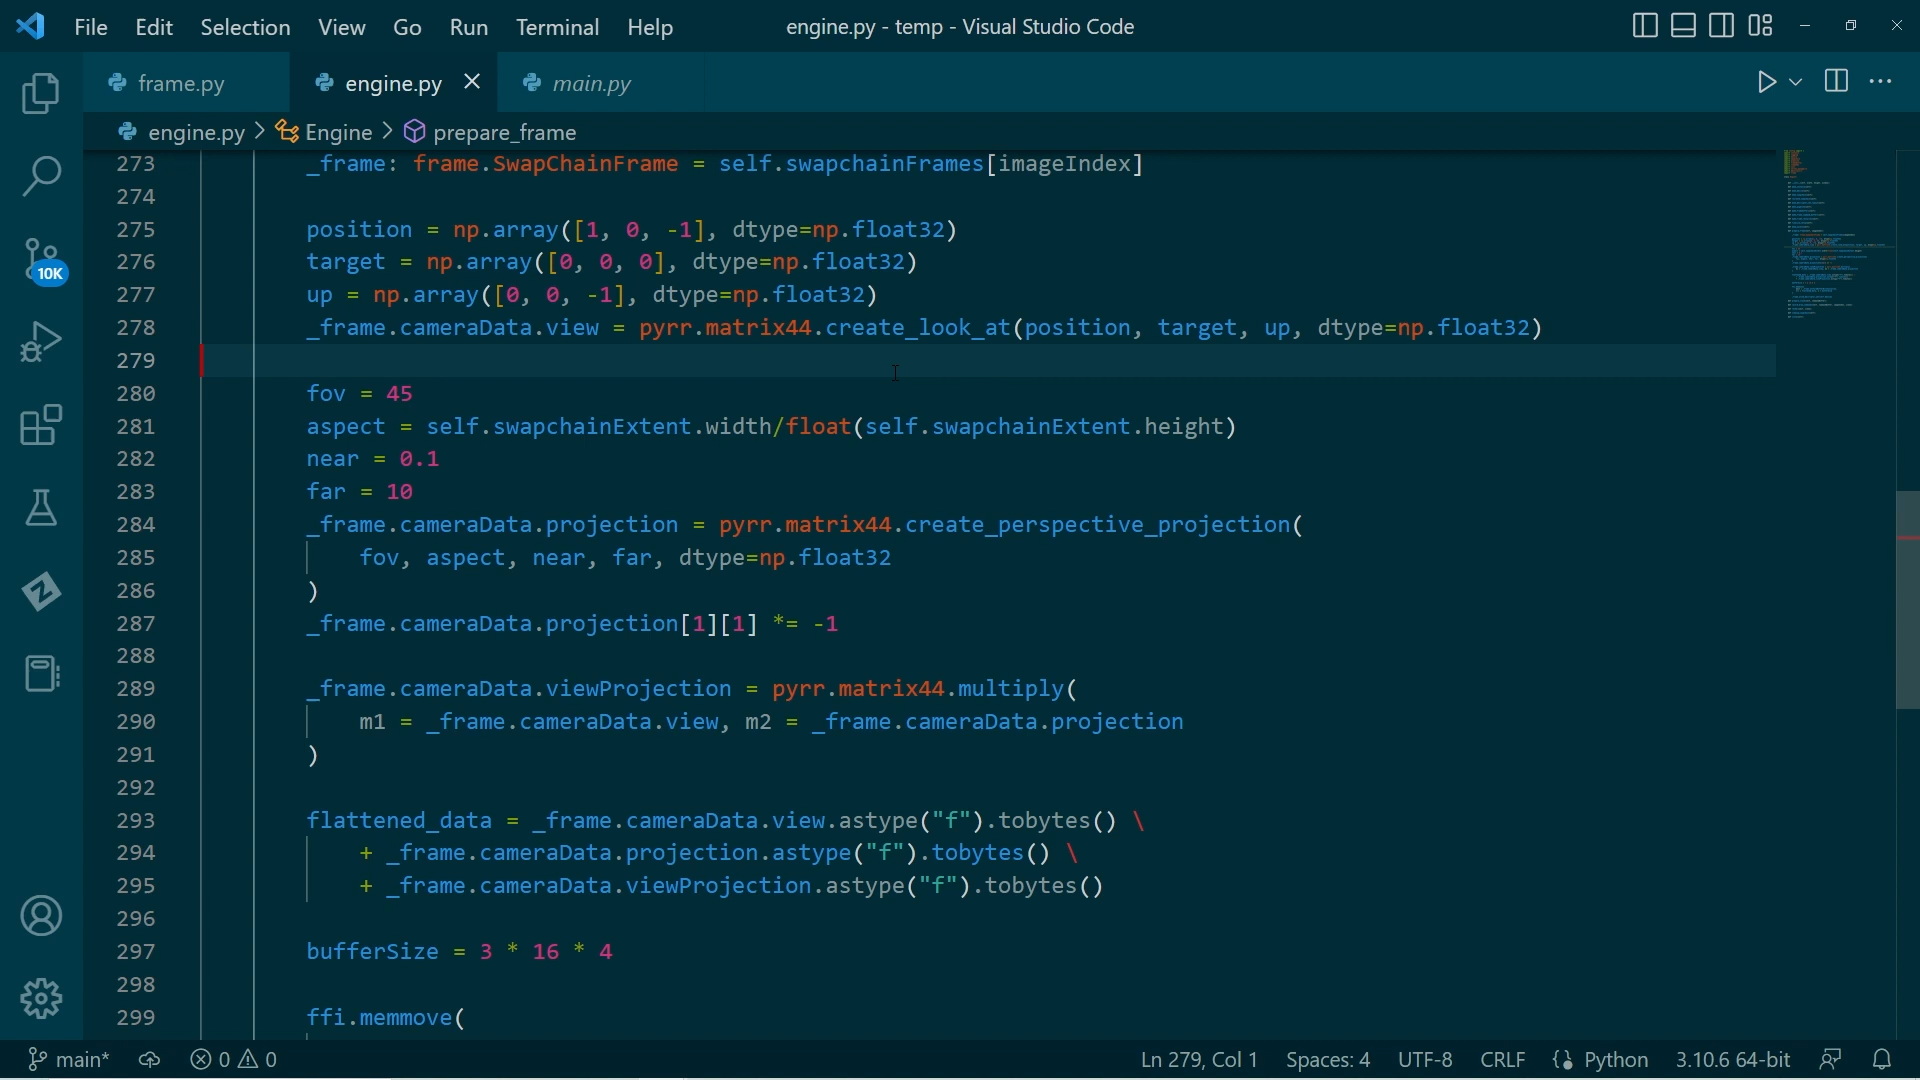 File Edit Selection View Go Run Terminal Help engine.py - temp - Visual Studio Code
frame.py engine.py main.py
engine.py > Engine > prepare_frame
273 _frame: frame.SwapChainFrame = self.swapchainFrames[imageIndex]
274
275 position = np.array([1, 0, -1], dtype=np.float32)
276 target = np.array([0, 0, 0], dtype=np.float32)
277 up = np.array([0, 0, -1], dtype=np.float32)
278 _frame.cameraData.view = pyrr.matrix44.create_look_at(position, target, up, dtype=np.float32)
279
280 fov = 45
281 aspect = self.swapchainExtent.width/float(self.swapchainExtent.height)
282 near = 0.1
283 far = 10
284 _frame.cameraData.projection = pyrr.matrix44.create_perspective_projection(
285 fov, aspect, near, far, dtype=np.float32
286 )
287 _frame.cameraData.projection[1][1] *= -1
288
289 _frame.cameraData.viewProjection = pyrr.matrix44.multiply(
290 m1 = _frame.cameraData.view, m2 = _frame.cameraData.projection
291 )
292
293 flattened_data = _frame.cameraData.view.astype("f").tobytes() \
294 + _frame.cameraData.projection.astype("f").tobytes() \
295 + _frame.cameraData.viewProjection.astype("f").tobytes()
296
297 bufferSize = 3 * 16 * 4
298
299 ffi.memmove(
10K
main* 0 0 Ln 279, Col 1 Spaces: 4 UTF-8 CRLF Python 3.10.6 64-bit